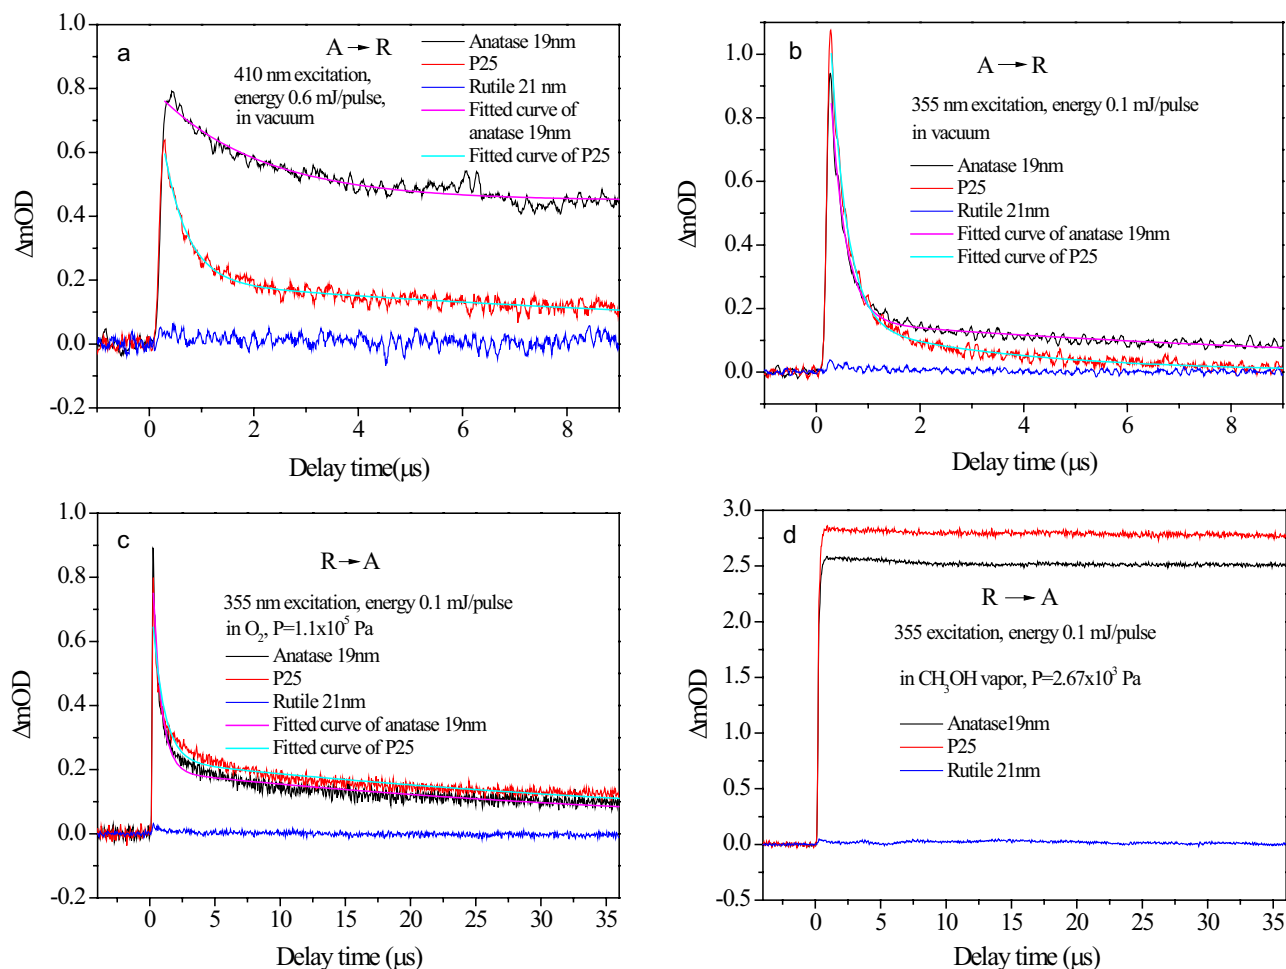 a
A → R
410 nm excitation,
energy 0.6 mJ/pulse,
in vacuum
Anatase 19nm
P25
Rutile 21 nm
Fitted curve of
anatase 19nm
Fitted curve of P25
1.0
0.8
0.6
0.4
0.2
0.0
-0.2
ΔmOD
0 2 4 6 8
Delay time(μs)
b
A → R
355 nm excitation, energy 0.1 mJ/pulse
in vacuum
Anatase 19nm
P25
Rutile 21nm
Fitted curve of anatase 19nm
Fitted curve of P25
1.0
0.8
0.6
0.4
0.2
0.0
ΔmOD
0 2 4 6 8
Delay time (μs)
c
R → A
355 nm excitation, energy 0.1 mJ/pulse
in O₂, P=1.1x10⁵ Pa
Anatase 19nm
P25
Rutile 21nm
Fitted curve of anatase 19nm
Fitted curve of P25
1.0
0.8
0.6
0.4
0.2
0.0
-0.2
ΔmOD
0 5 10 15 20 25 30 35
Delay time (μs)
d
R → A
355 excitation, energy 0.1 mJ/pulse
in CH₃OH vapor, P=2.67x10³ Pa
Anatase19nm
P25
Rutile 21nm
3.0
2.5
2.0
1.5
1.0
0.5
0.0
-0.5
ΔmOD
0 5 10 15 20 25 30 35
Delay time (μs)